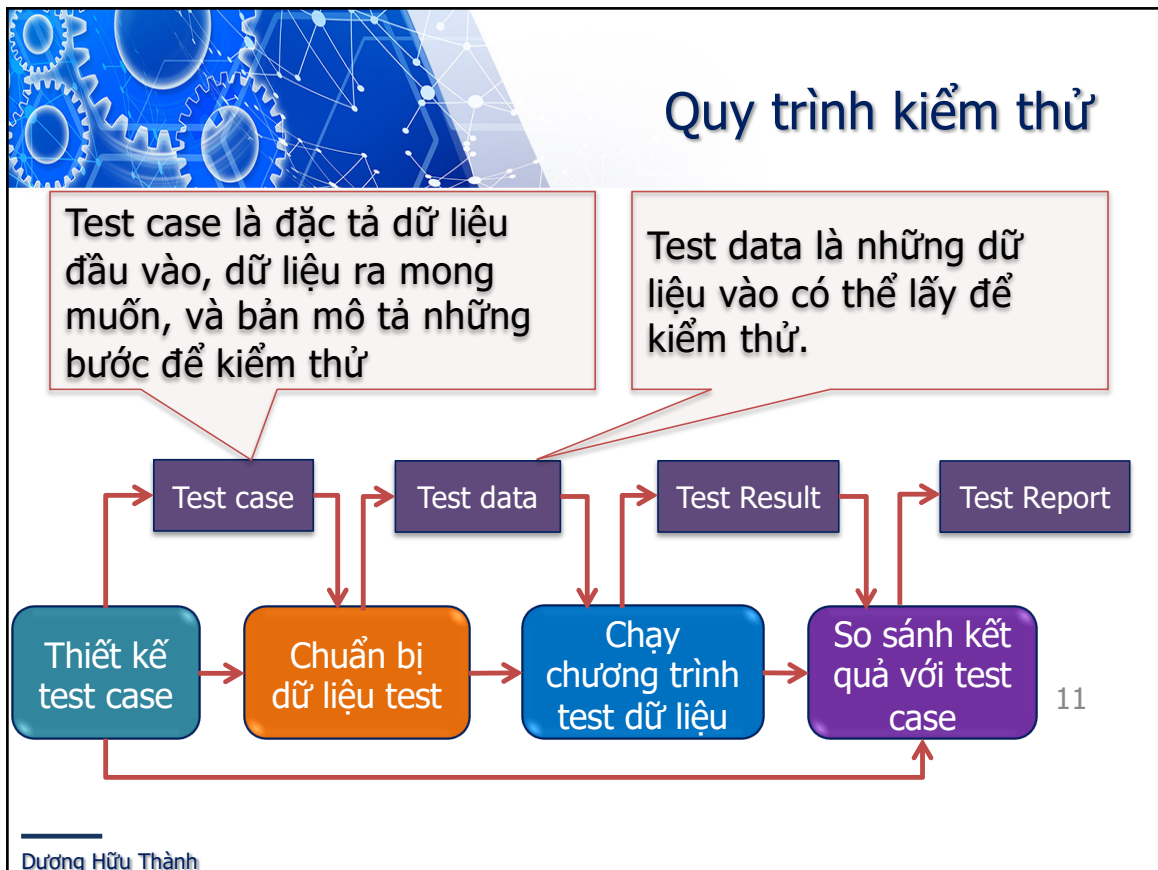 Quy trình kiểm thử
Test case là đặc tả dữ liệu
đầu vào, dữ liệu ra mong
muốn, và bản mô tả những
bước để kiểm thử
Test data là những dữ
liệu vào có thể lấy để
kiểm thử.
Test case
Test data
Test Result
Test Report
Thiết kế
test case
Chuẩn bị
dữ liệu test
Chạy
chương trình
test dữ liệu
So sánh kết
quả với test
case
11
Dương Hữu Thành